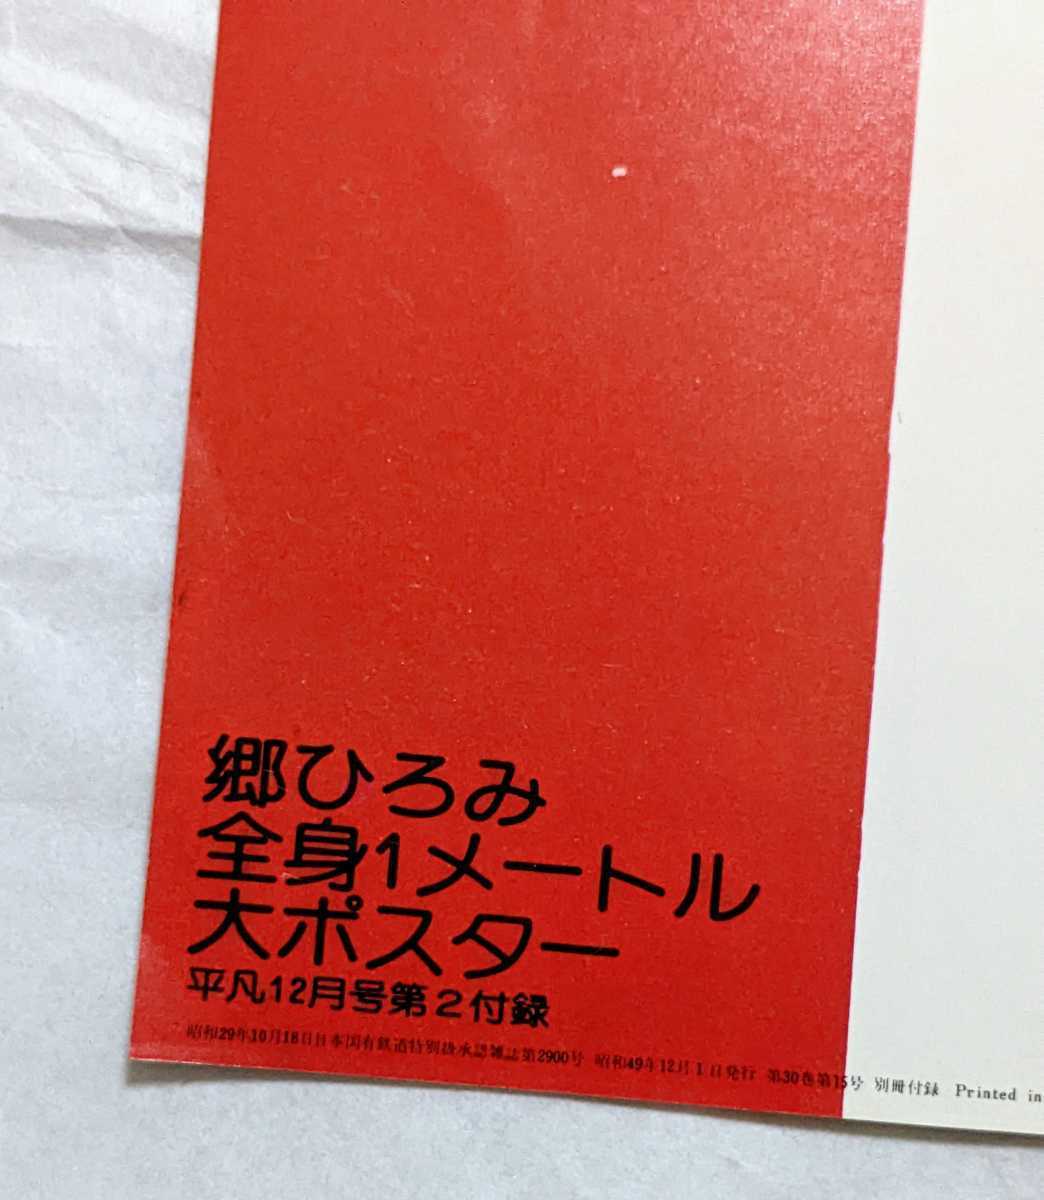 郷ひろみ
全身1メートル
大ポスター
平凡12月号第2付録
昭和29年10月18日日本国有鉄道特別扱承認雑誌第2900号 昭和49年12月1日発行 第30巻第15号 別冊付録 Printed in